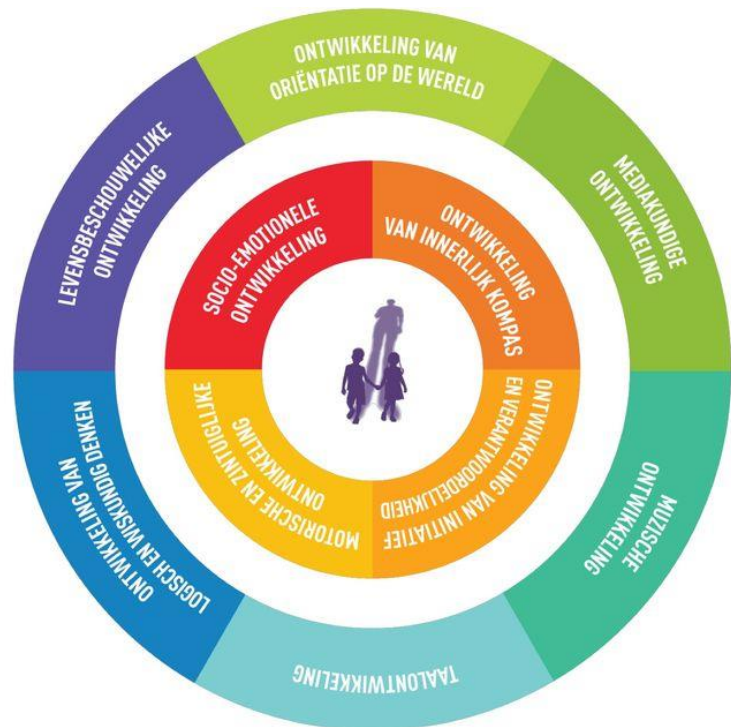 ONTWIKKELING VAN
ORIËNTATIE OP DE WERELD
MEDIAKUNDIGE
ONTWIKKELING
MUZISCHE
ONTWIKKELING
TAALONTWIKKELING
ONTWIKKELING VAN
LOGISCH EN WISKUNDIG DENKEN
LEVENSBESCHOUWELIJKE
ONTWIKKELING
SOCIO-EMOTIONELE
ONTWIKKELING
ONTWIKKELING
VAN INNERLIJK KOMPAS
ONTWIKKELING VAN INITIATIEF
EN VERANTWOORDELIJKHEID
MOTORISCHE EN ZINTUIGLIJKE
ONTWIKKELING